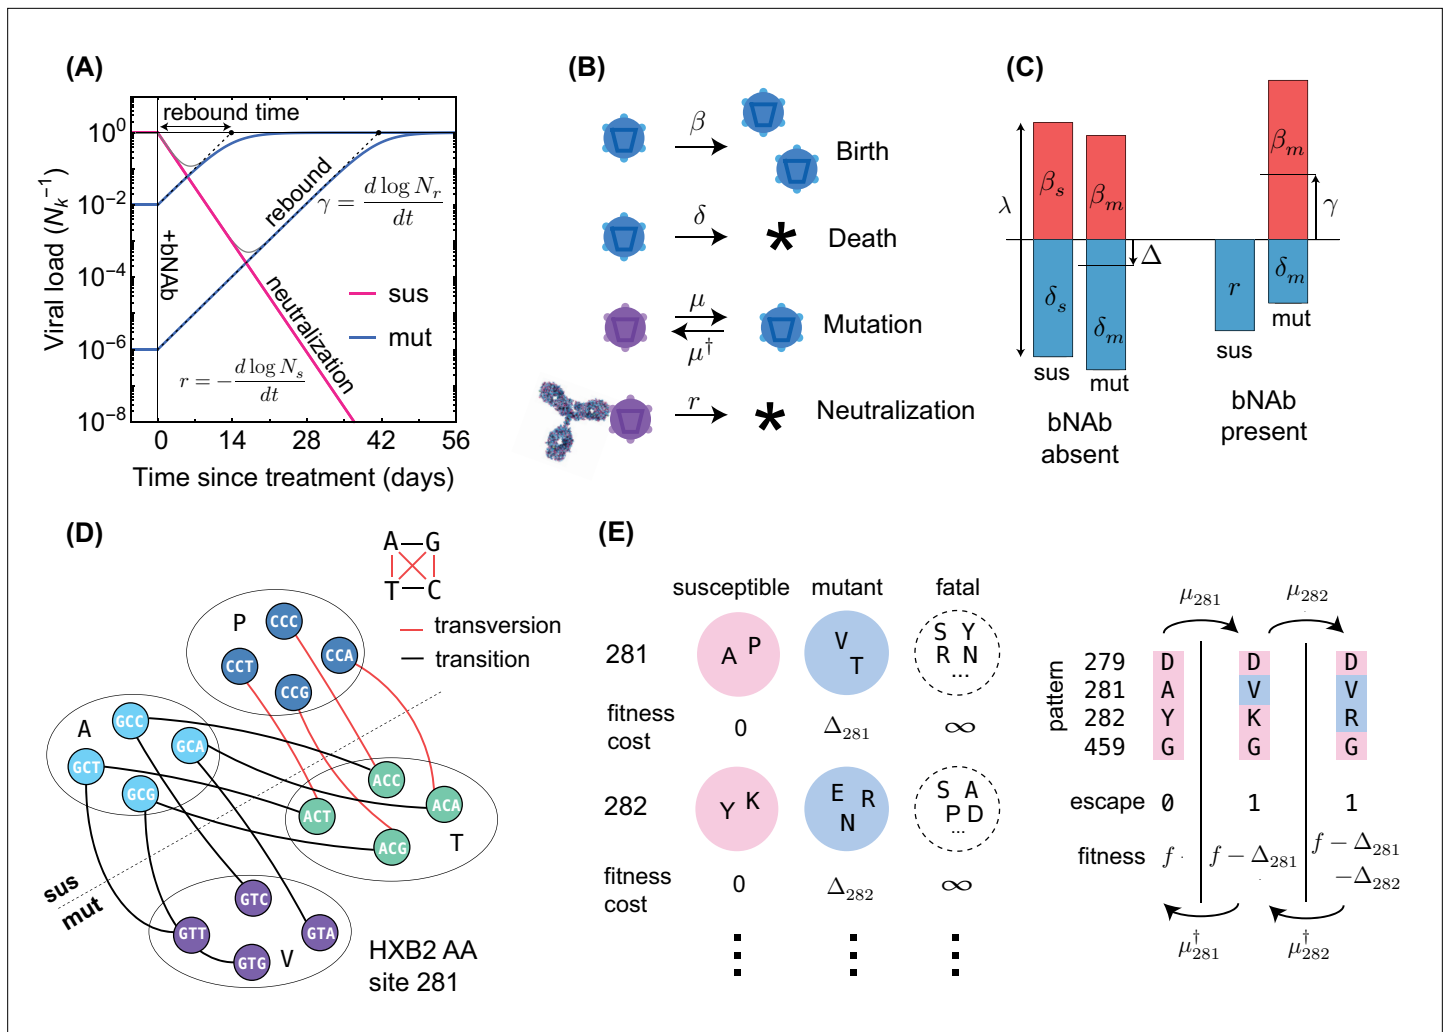 (A)
rebound time
10^0
10^−2
10^−4
10^−6
10^−8
Viral load (N_k^−1)
+bNAb
rebound
γ = d log N_r / dt
neutralization
sus
mut
r = − d log N_s / dt
0 14 28 42 56
Time since treatment (days)
(B)
β
Birth
δ
Death
μ
μ†
Mutation
r
Neutralization
(C)
λ
β_s
β_m
Δ
δ_s
δ_m
sus
mut
bNAb
absent
β_m
γ
r
δ_m
sus
mut
bNAb
present
(D)
A G
T C
transversion
transition
P
CCC
CCA
CCT
CCG
A
GCC
GCA
GCT
GCG
ACC
ACA
ACT
ACG
T
sus
mut
GTC
GTT
GTA
GTG
V
HXB2 AA
site 281
(E)
susceptible mutant fatal
281
A P
V
T
S Y
R N
...
fitness
cost
0 Δ_281 ∞
282
Y K
E R
N
S A
P D
...
fitness
cost
0 Δ_282 ∞
μ_281 μ_282
pattern
279 D D D
281 A V V
282 Y K R
459 G G G
escape 0 1 1
fitness f f − Δ_281 f − Δ_281
−Δ_282
μ†_281 μ†_282